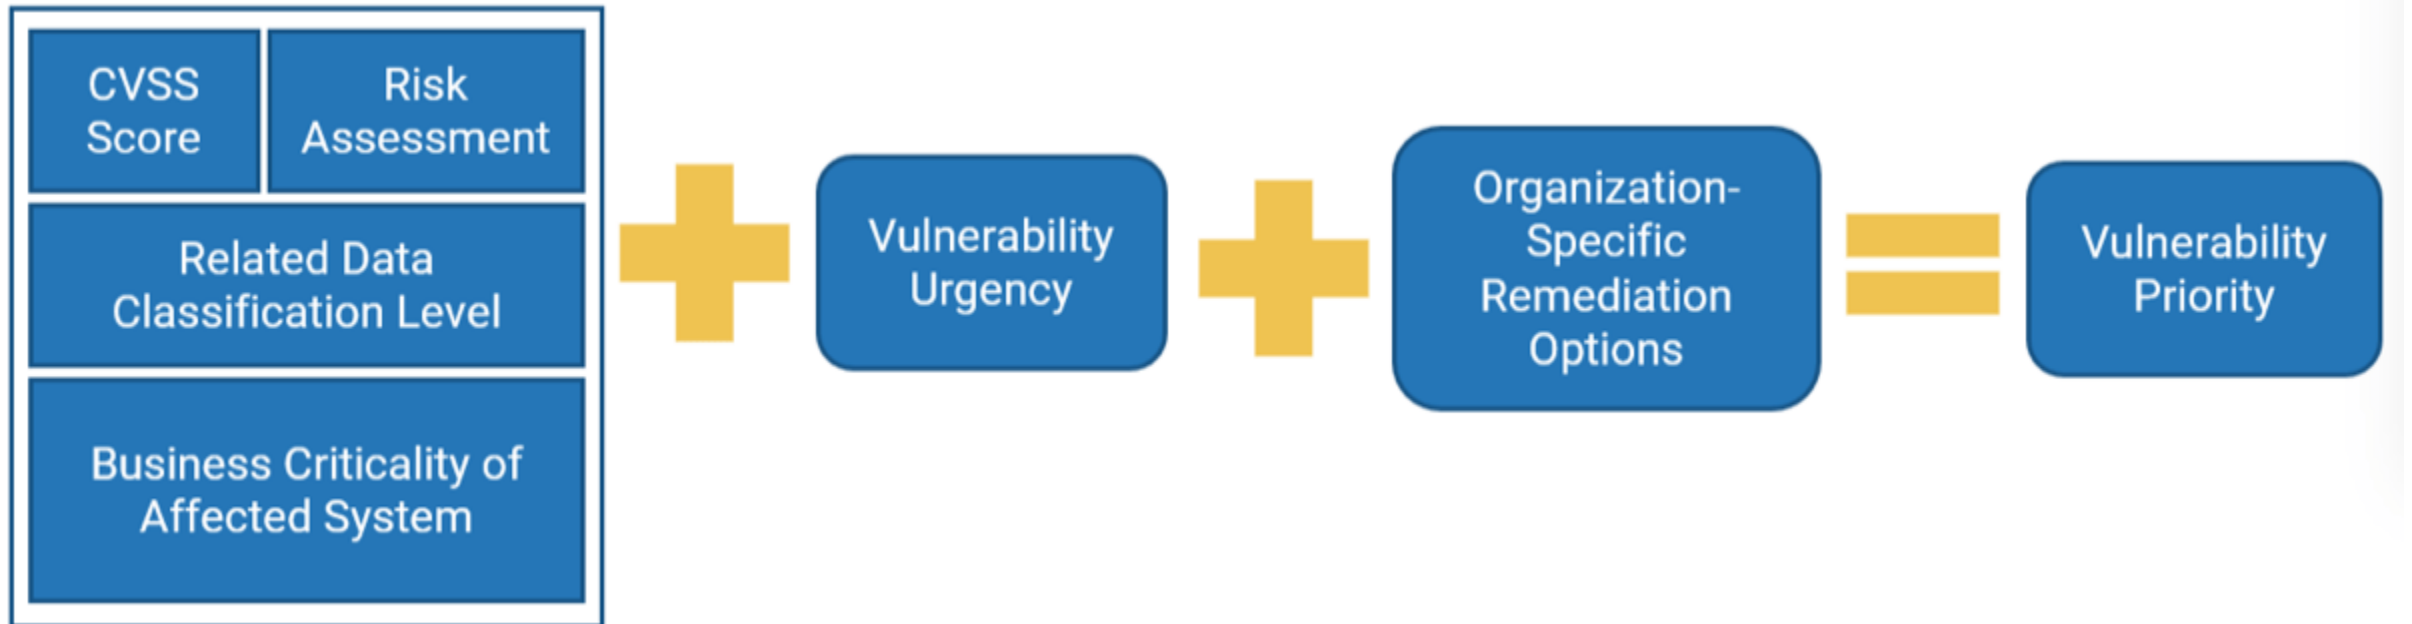 CVSS
Score
Risk
Assessment
Related Data
Classification Level
Business Criticality of
Affected System
Vulnerability
Urgency
Organization-
Specific
Remediation
Options
Vulnerability
Priority